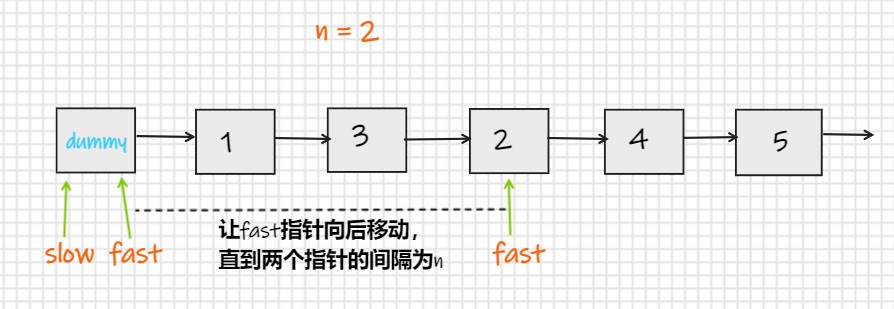 n = 2
dummy 1 3 2 4 5
slow fast fast
让fast指针向后移动，
直到两个指针的间隔为n